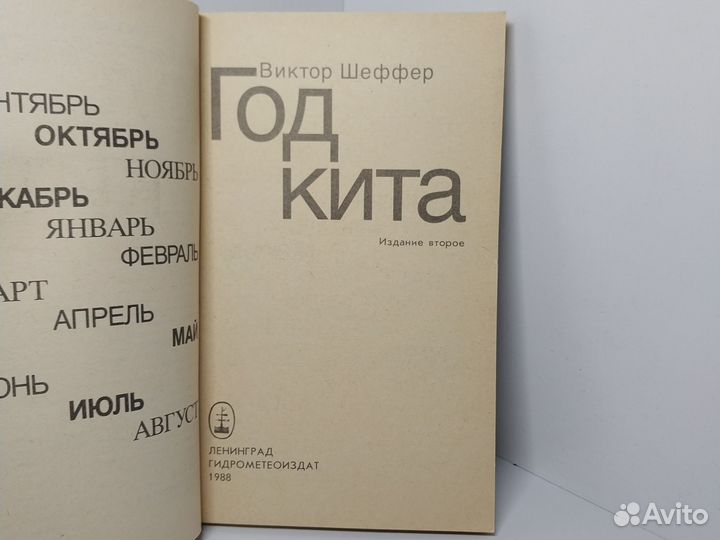 НТЯБРЬ
ОКТЯБРЬ
НОЯБРЬ
КАБРЬ
ЯНВАРЬ
ФЕВРАЛЬ
АРТ
АПРЕЛЬ
МАЙ
ЮНЬ
ИЮЛЬ
АВГУСТ
Виктор Шеффер
Год
кита
Издание второе
ЛЕНИНГРАД
ГИДРОМЕТЕОИЗДАТ
1988
Avito